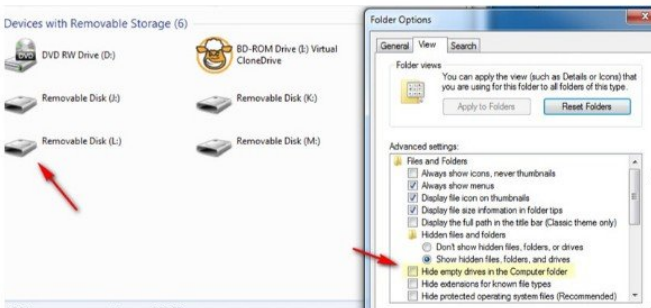 Devices with Removable Storage (6)
DVD RW Drive (D:)
BD-ROM Drive (I:) Virtual
CloneDrive
Removable Disk (J:)
Removable Disk (K:)
Removable Disk (L:)
Removable Disk (M:)
Folder Options
General
View
Search
Folder views
You can apply the view (such as Details or Icons) that
you are using for this folder to all folders of this type.
Apply to Folders
Reset Folders
Advanced settings:
Files and Folders
Always show icons, never thumbnails
Always show menus
Display file icon on thumbnails
Display file size information in folder tips
Display the full path in the title bar (Classic theme only)
Hidden files and folders
Don't show hidden files, folders, or drives
Show hidden files, folders, and drives
Hide empty drives in the Computer folder
Hide extensions for known file types
Hide protected operating system files (Recommended)